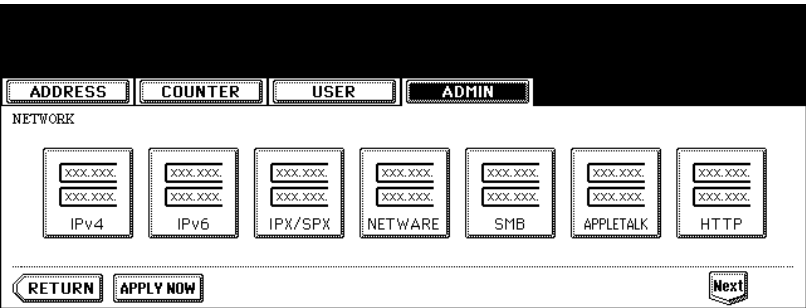 ADDRESS COUNTER USER ADMIN
NETWORK
XXX.XXX. XXX.XXX. XXX.XXX. XXX.XXX. XXX.XXX. XXX.XXX. XXX.XXX.
XXX.XXX. XXX.XXX. XXX.XXX. XXX.XXX. XXX.XXX. XXX.XXX. XXX.XXX.
IPv4 IPv6 IPX/SPX NETWARE SMB APPLETALK HTTP
RETURN APPLY NOW Next